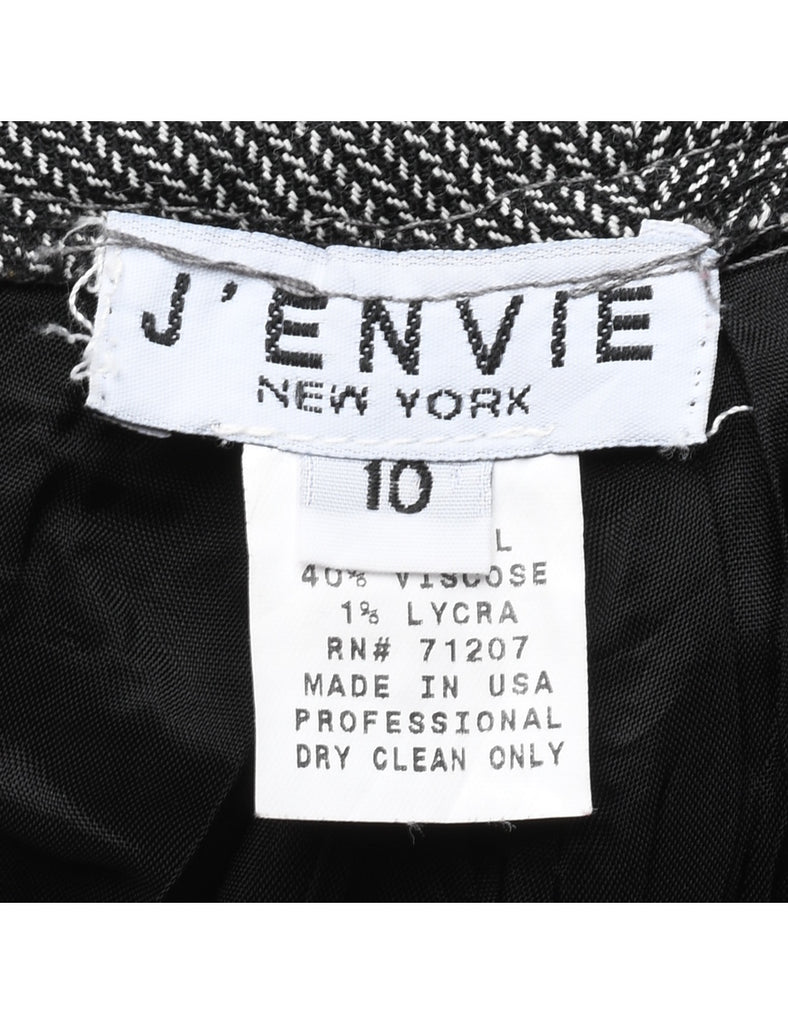 J'ENVIE
NEW YORK
10
40% VISCOSE
1% LYCRA
RN# 71207
MADE IN USA
PROFESSIONAL
DRY CLEAN ONLY